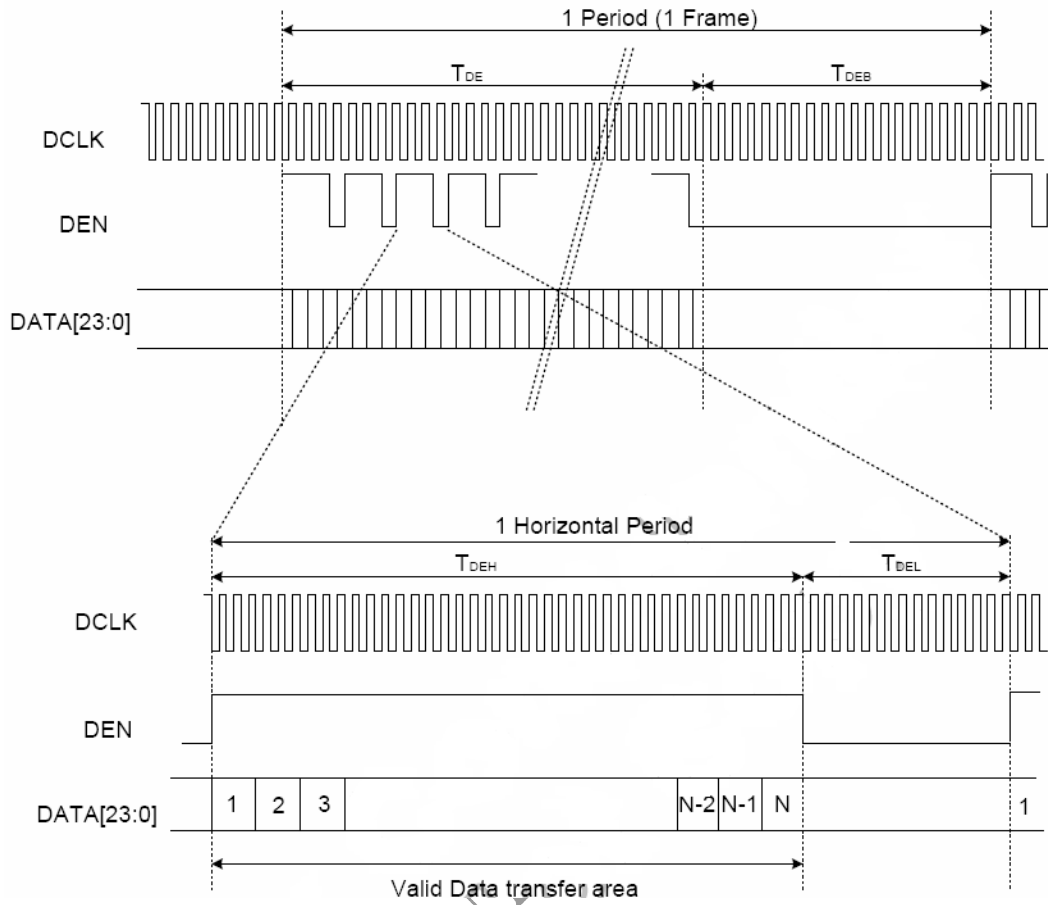 1 Period (1 Frame)
TDE TDEB
DCLK
DEN
DATA[23:0]
1 Horizontal Period
TDEH TDEL
DCLK
DEN
DATA[23:0] 1 2 3 N-2 N-1 N 1
Valid Data transfer area